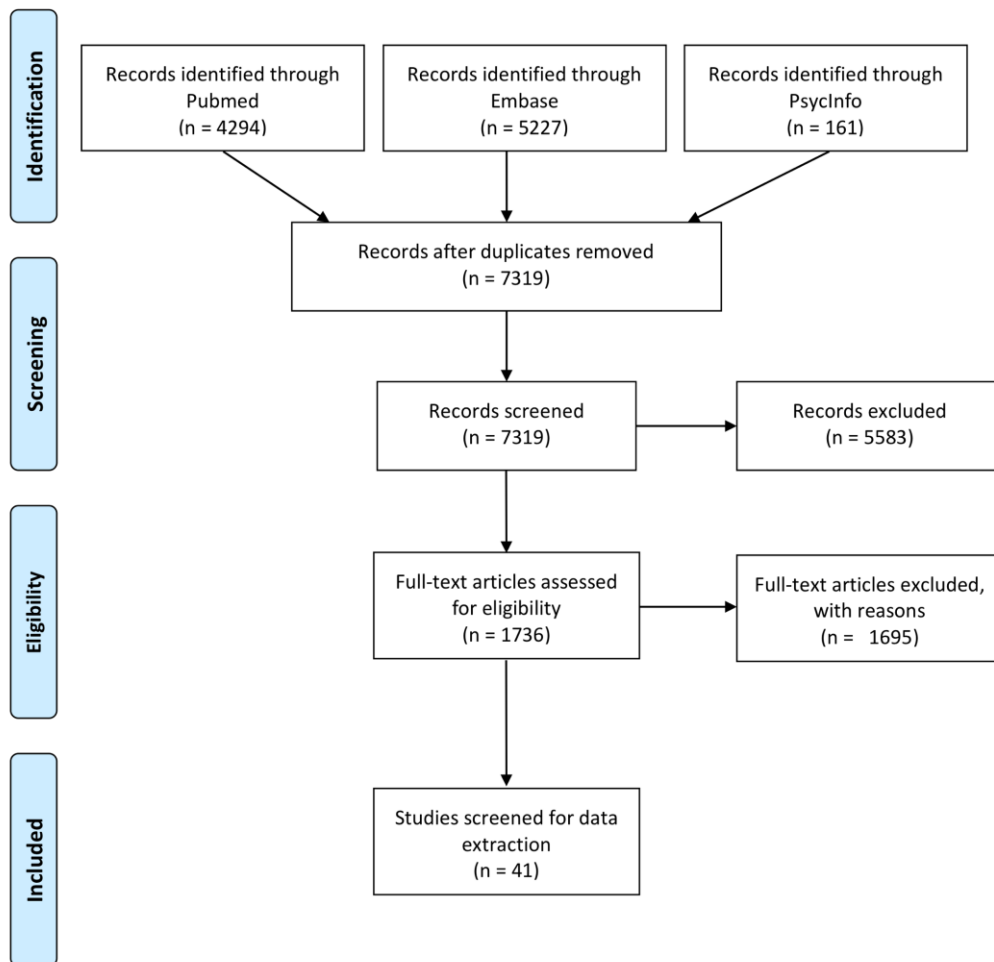 Identification
Records identified through
Pubmed
(n = 4294)
Records identified through
Embase
(n = 5227)
Records identified through
PsycInfo
(n = 161)
Records after duplicates removed
(n = 7319)
Screening
Records screened
(n = 7319)
Records excluded
(n = 5583)
Eligibility
Full-text articles assessed
for eligibility
(n = 1736)
Full-text articles excluded,
with reasons
(n =   1695)
Included
Studies screened for data
extraction
(n = 41)